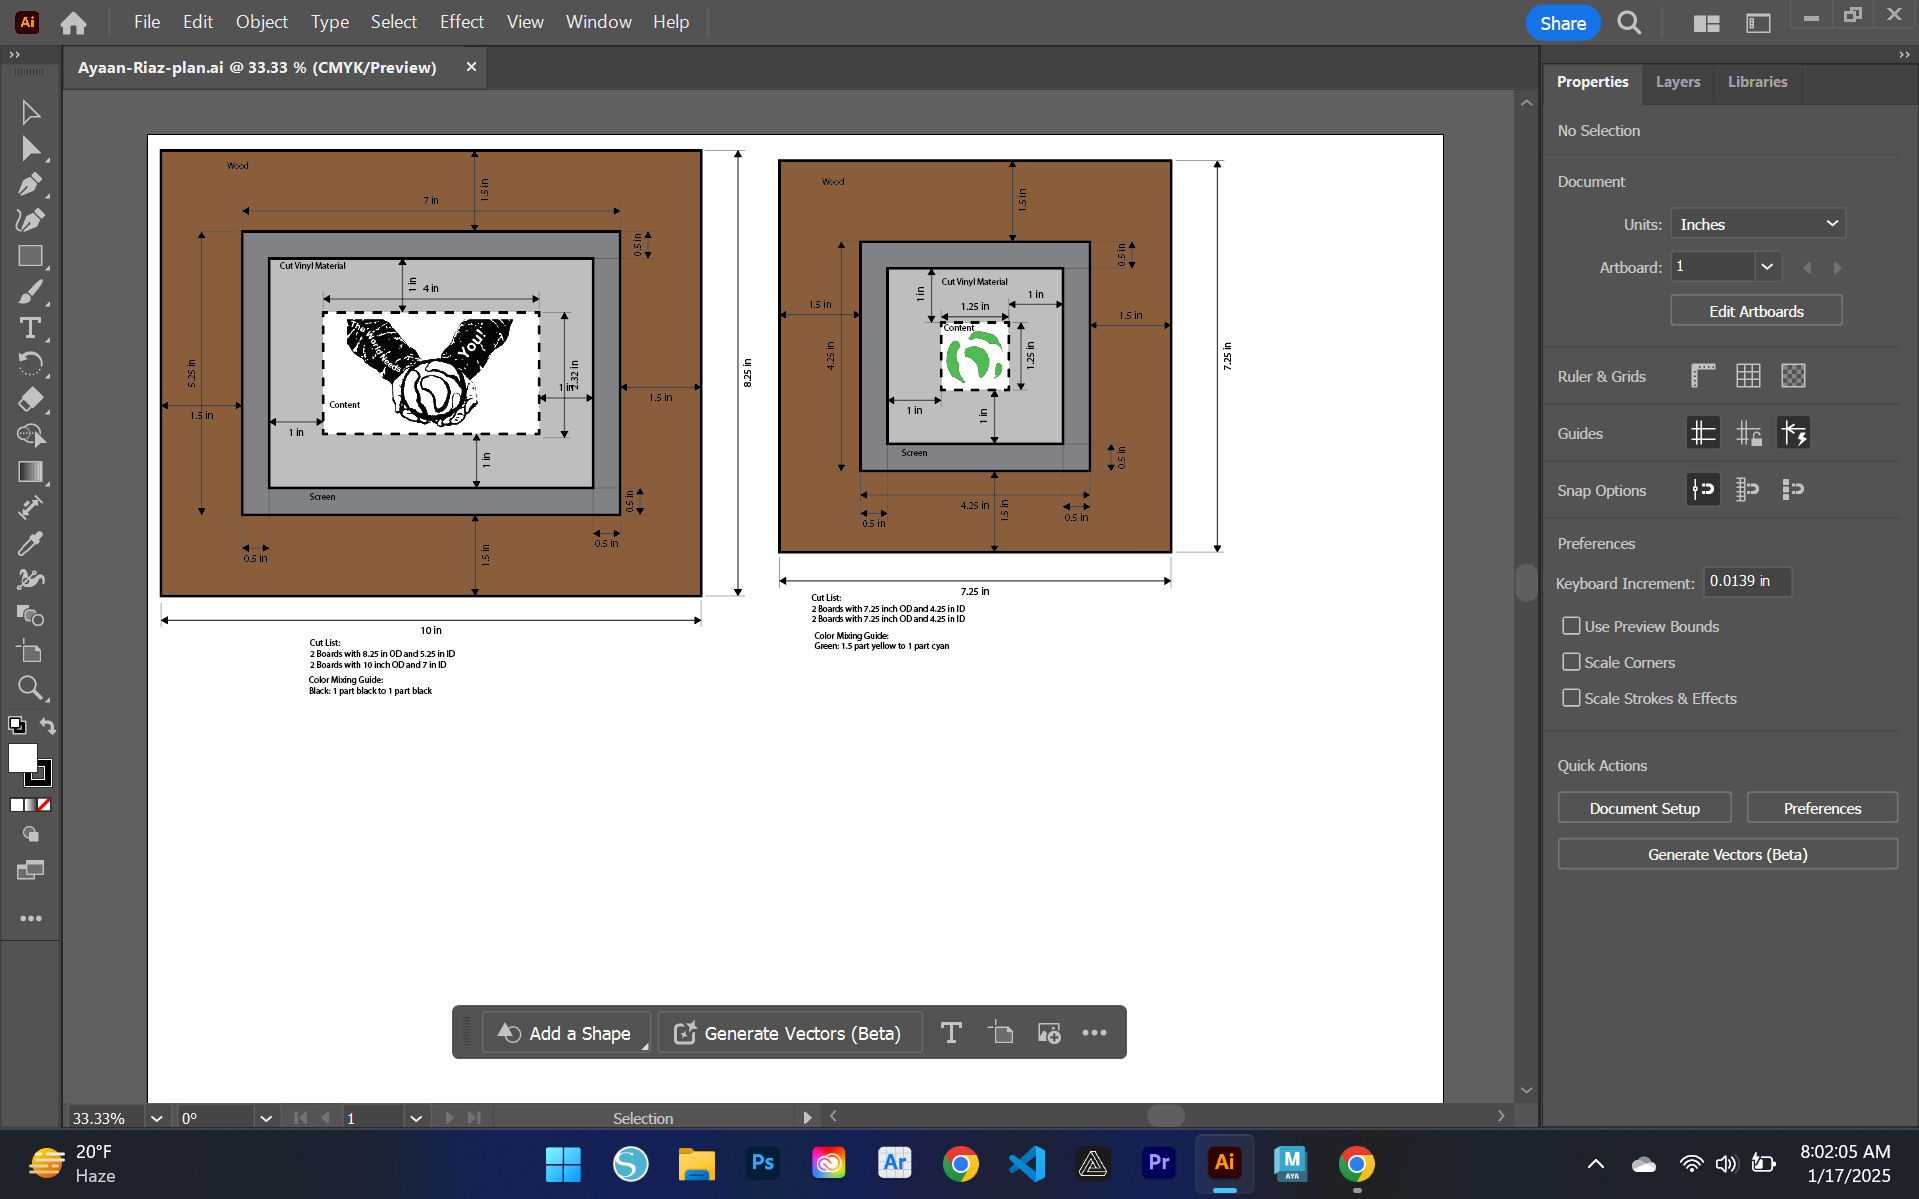 Ai
File Edit Object Type Select Effect View Window Help
Share
Ayaan-Riaz-plan.ai @ 33.33 % (CMYK/Preview)
Wood
1.5 in
7 in
0.5 in
Cut Vinyl Material
1 in
4 in
5.25 in
8.25 in
The World Needs
You!
2.32 in
1 in
1.5 in
1.5 in
Content
1 in
1 in
Screen
0.5 in
0.5 in
0.5 in
1.5 in
10 in
Cut List:
2 Boards with 8.25 in OD and 5.25 in ID
2 Boards with 10 inch OD and 7 in ID
Color Mixing Guide:
Black: 1 part black to 1 part black
Wood
1.5 in
0.5 in
Cut Vinyl Material
1 in
1 in
1.25 in
1.5 in
1.5 in
Content
4.25 in
1.25 in
7.25 in
1 in
1 in
Screen
0.5 in
4.25 in
1.5 in
0.5 in
0.5 in
7.25 in
Cut List:
2 Boards with 7.25 inch OD and 4.25 in ID
2 Boards with 7.25 inch OD and 4.25 in ID
Color Mixing Guide:
Green: 1.5 part yellow to 1 part cyan
Properties Layers Libraries
No Selection
Document
Units: Inches
Artboard: 1
Edit Artboards
Ruler & Grids
Guides
Snap Options
Preferences
Keyboard Increment: 0.0139 in
Use Preview Bounds
Scale Corners
Scale Strokes & Effects
Quick Actions
Document Setup
Preferences
Generate Vectors (Beta)
Add a Shape
Generate Vectors (Beta)
33.33%
0°
1
Selection
20°F
Haze
Ps
Ar
Pr
Ai
M
AYA
8:02:05 AM
1/17/2025